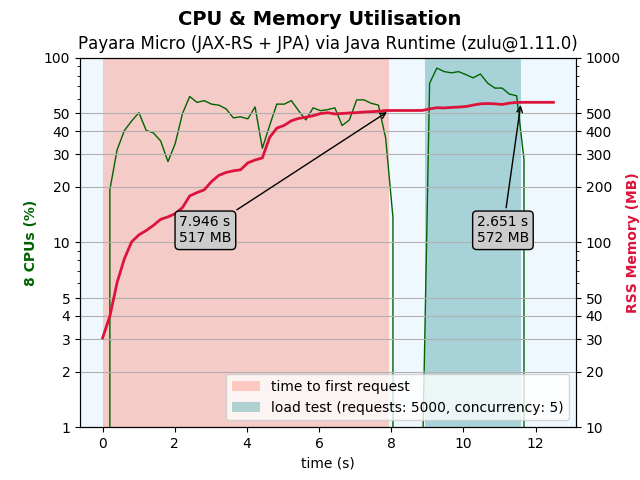 CPU & Memory Utilisation
Payara Micro (JAX-RS + JPA) via Java Runtime (zulu@1.11.0)
100
50
40
30
20
10
5
4
3
2
1
8 CPUs (%)
1000
500
400
300
200
100
50
40
30
20
10
RSS Memory (MB)
7.946 s
517 MB
2.651 s
572 MB
time to first request
load test (requests: 5000, concurrency: 5)
0 2 4 6 8 10 12
time (s)